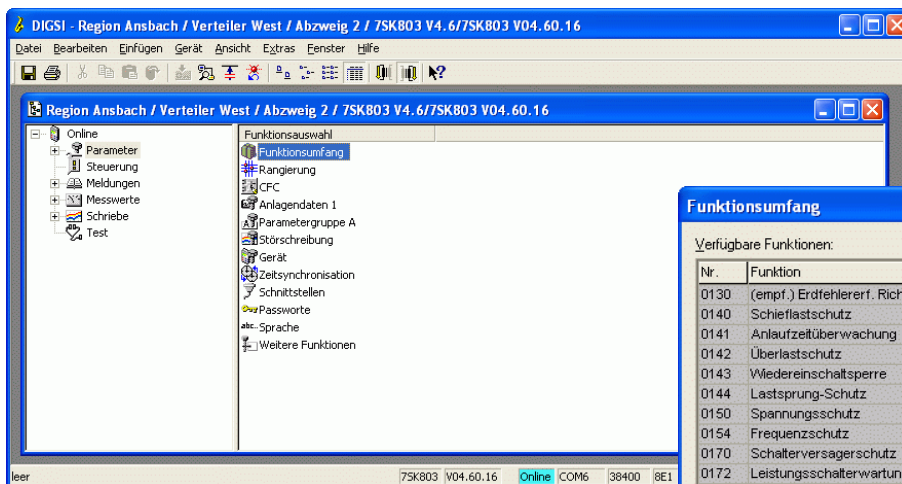 DIGSI - Region Ansbach / Verteiler West / Abzweig 2 / 7SK803 V4.6/7SK803 V04.60.16
Datei Bearbeiten Einfügen Gerät Ansicht Extras Fenster Hilfe
Region Ansbach / Verteiler West / Abzweig 2 / 7SK803 V4.6/7SK803 V04.60.16
Online
Parameter
Steuerung
Meldungen
Messwerte
Schriebe
Test
Funktionsauswahl
Funktionsumfang
Rangierung
CFC
Anlagendaten 1
Parametergruppe A
Störschreibung
Gerät
Zeitsynchronisation
Schnittstellen
Passworte
abc Sprache
Weitere Funktionen
Funktionsumfang
Verfügbare Funktionen:
Nr. Funktion
0130 (empf.) Erdfehlererf. Rich
0140 Schieflastschutz
0141 Anlaufzeitüberwachung
0142 Überlastschutz
0143 Wiedereinschaltsperre
0144 Lastsprung-Schutz
0150 Spannungsschutz
0154 Frequenzschutz
0170 Schalterversagerschutz
0172 Leistungsschalterwartun
leer 7SK803 V04.60.16 Online COM6 38400 8E1